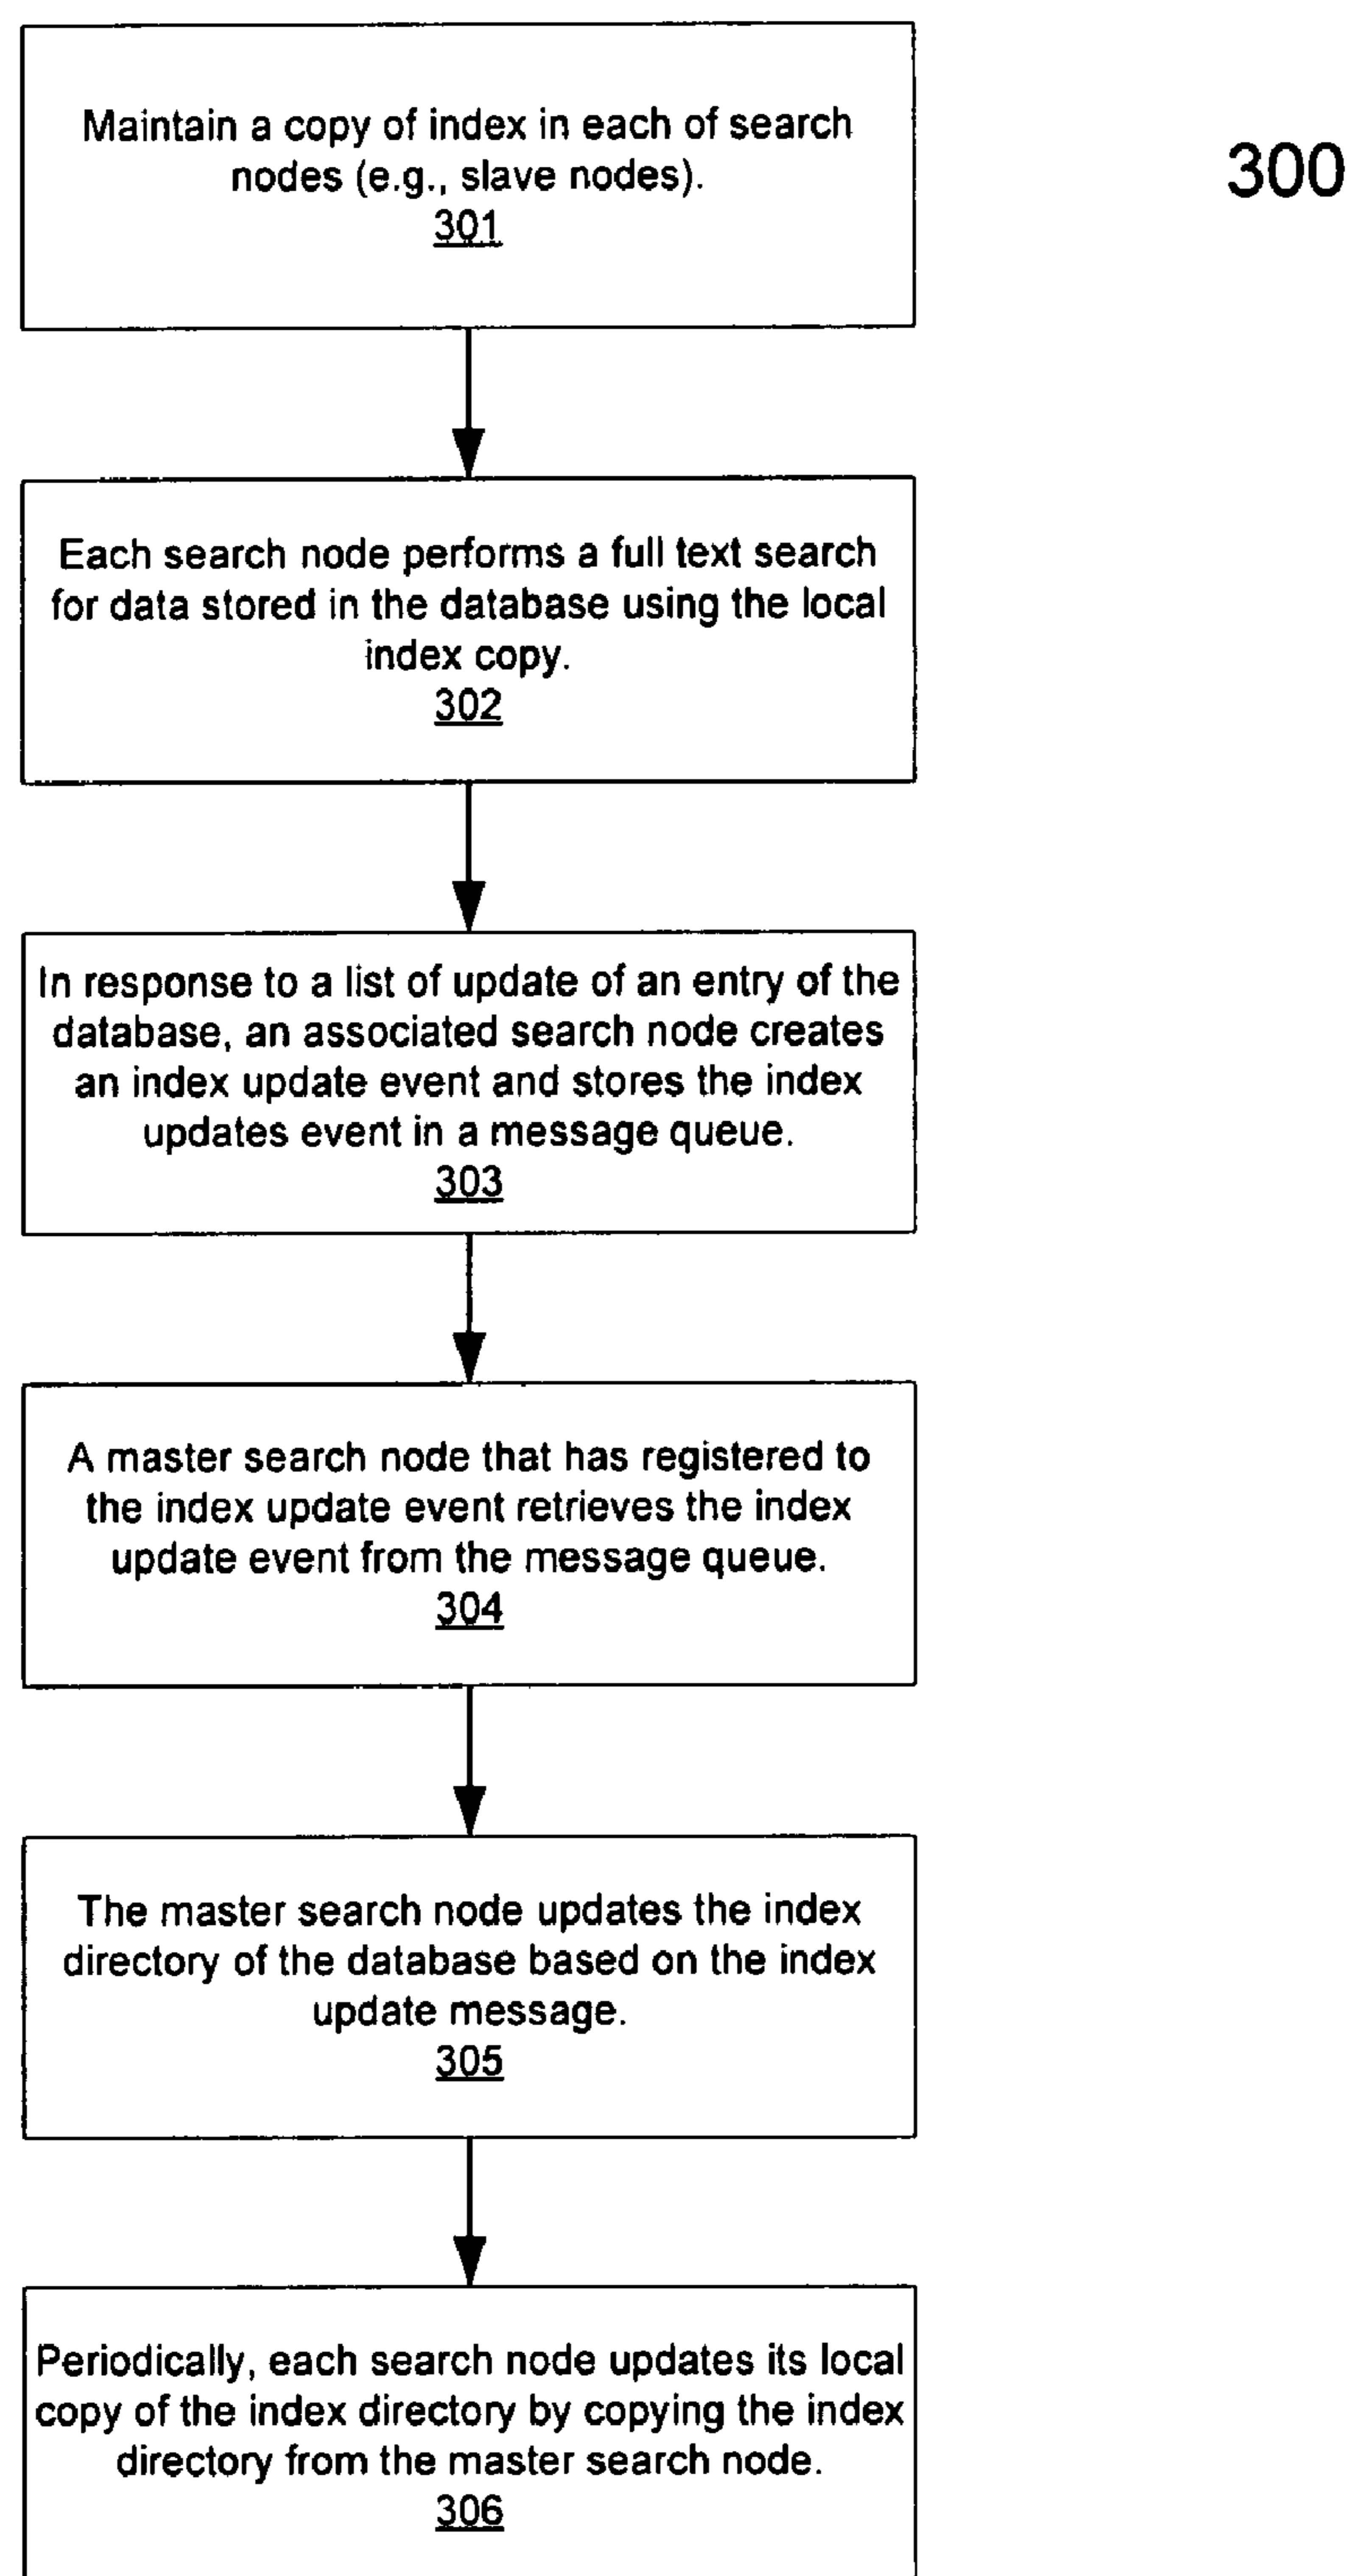 Maintain a copy of index in each of search
nodes (e.g., slave nodes).
301
300
Each search node performs a full text search
for data stored in the database using the local
index copy.
302
In response to a list of update of an entry of the
database, an associated search node creates
an index update event and stores the index
updates event in a message queue.
303
A master search node that has registered to
the index update event retrieves the index
update event from the message queue.
304
The master search node updates the index
directory of the database based on the index
update message.
305
Periodically, each search node updates its local
copy of the index directory by copying the index
directory from the master search node.
306